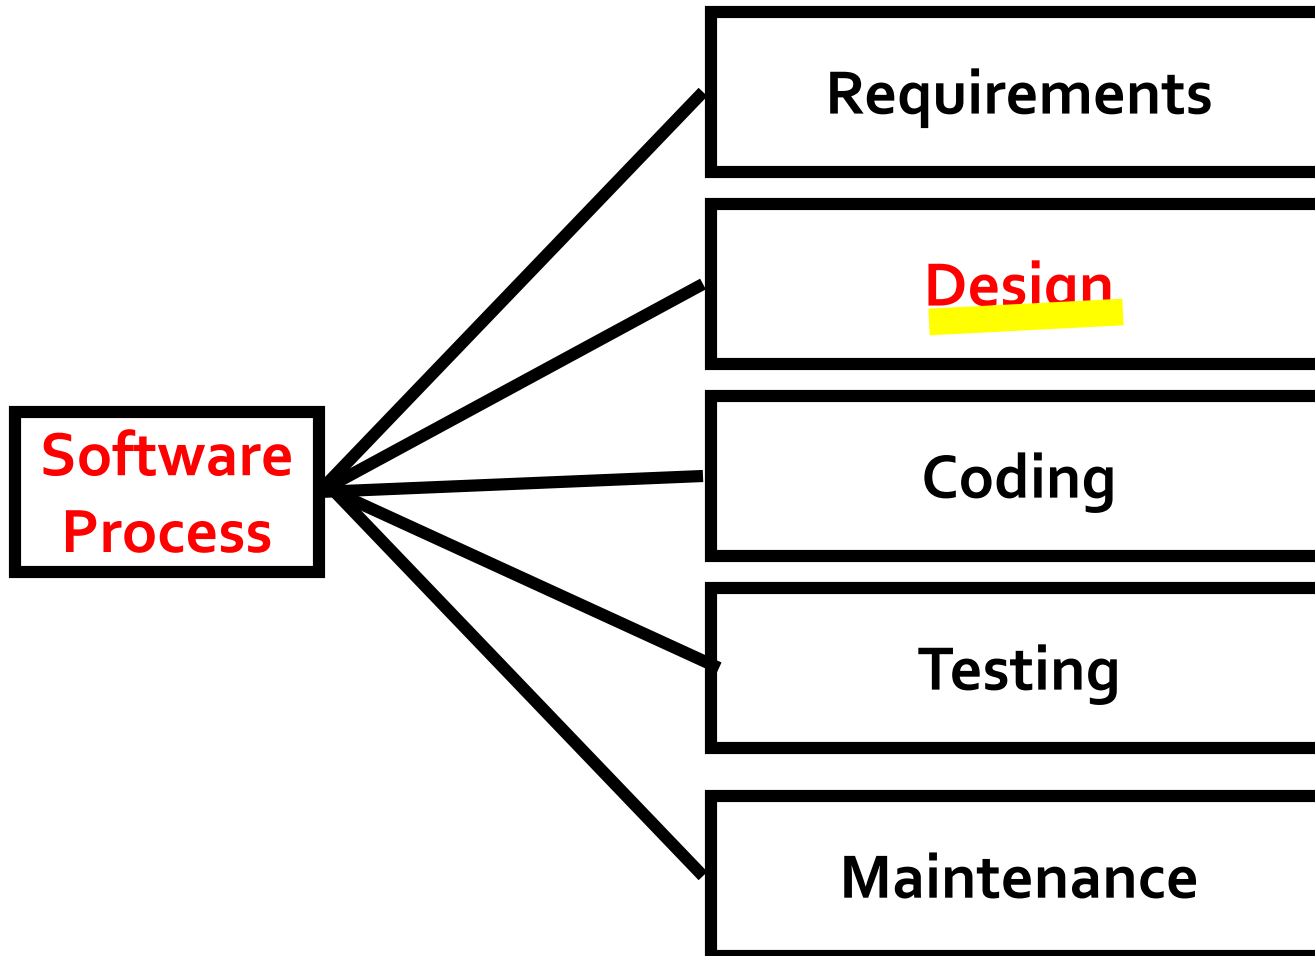 Requirements
Design
Software
Process
Coding
Testing
Maintenance